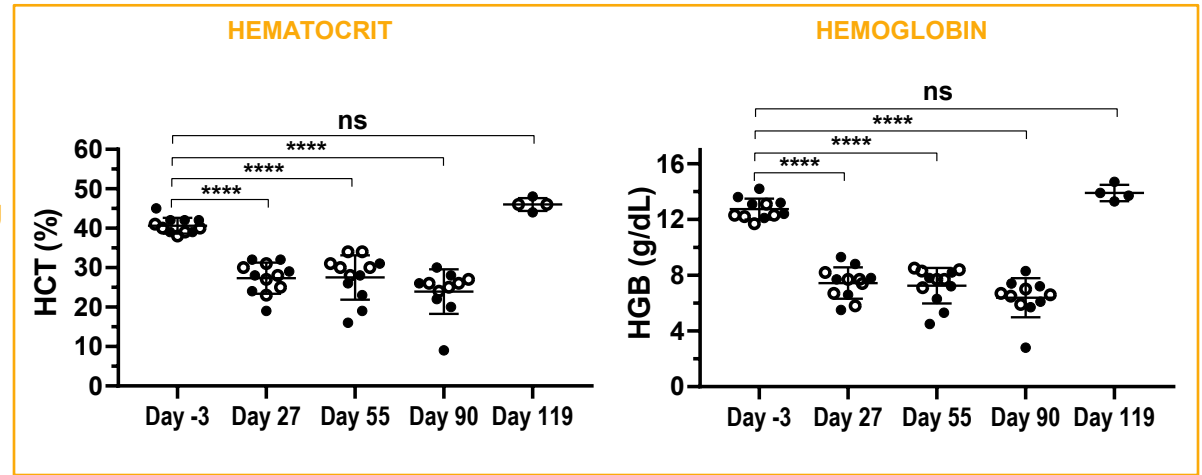 HEMATOCRIT
ns
****
****
****
HCT (%)
60
50
40
30
20
10
0
Day -3 Day 27 Day 55 Day 90 Day 119
HEMOGLOBIN
ns
****
****
****
HGB (g/dL)
16
12
8
4
0
Day -3 Day 27 Day 55 Day 90 Day 119